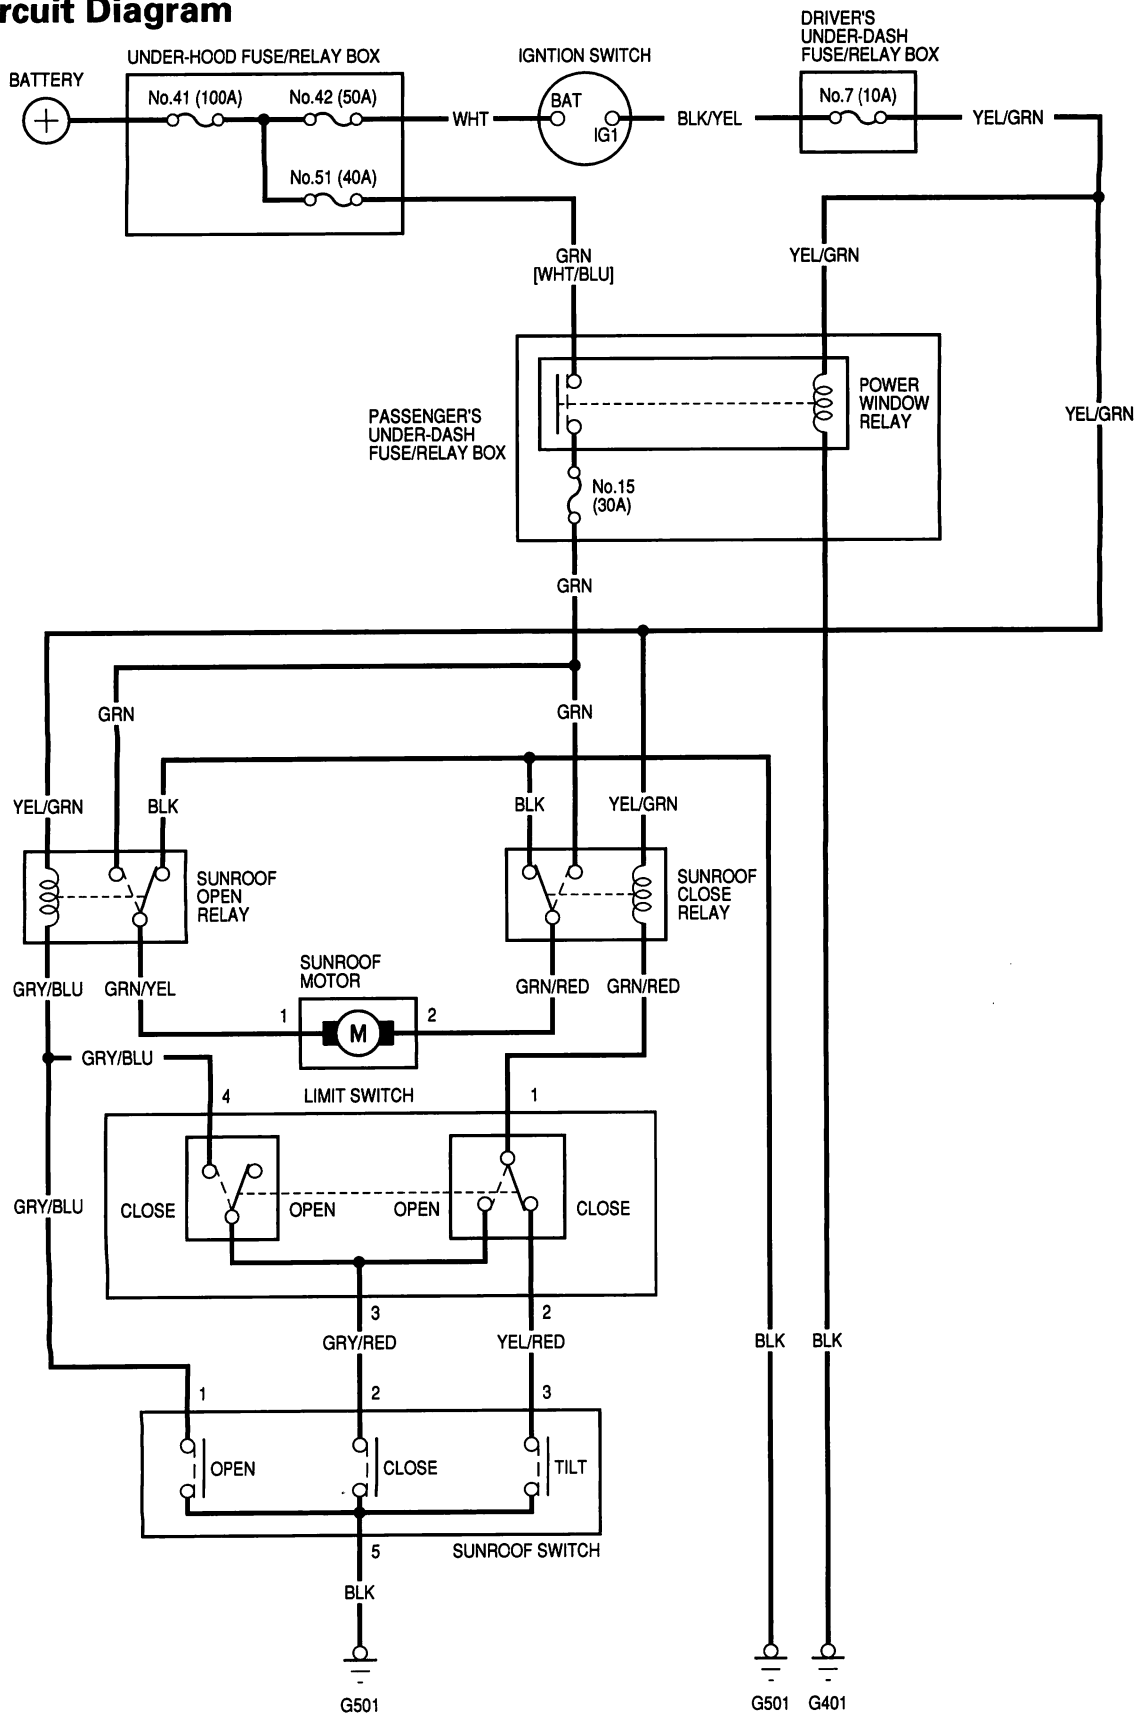 rcuit Diagram
DRIVER'S
UNDER-DASH
FUSE/RELAY BOX
UNDER-HOOD FUSE/RELAY BOX
IGNTION SWITCH
BATTERY
No.41 (100A)
No.42 (50A)
BAT
No.7 (10A)
WHT
BLK/YEL
YEL/GRN
IG1
No.51 (40A)
GRN
[WHT/BLU]
YEL/GRN
POWER
WINDOW
RELAY
YEL/GRN
PASSENGER'S
UNDER-DASH
FUSE/RELAY BOX
No.15
(30A)
GRN
GRN
GRN
YEL/GRN
BLK
BLK
YEL/GRN
SUNROOF
OPEN
RELAY
SUNROOF
CLOSE
RELAY
SUNROOF
MOTOR
GRY/BLU
GRN/YEL
GRN/RED
GRN/RED
1
M
2
GRY/BLU
4
LIMIT SWITCH
1
GRY/BLU
CLOSE
OPEN
OPEN
CLOSE
3
2
GRY/RED
YEL/RED
BLK
BLK
1
2
3
OPEN
CLOSE
TILT
5
SUNROOF SWITCH
BLK
G501
G501
G401